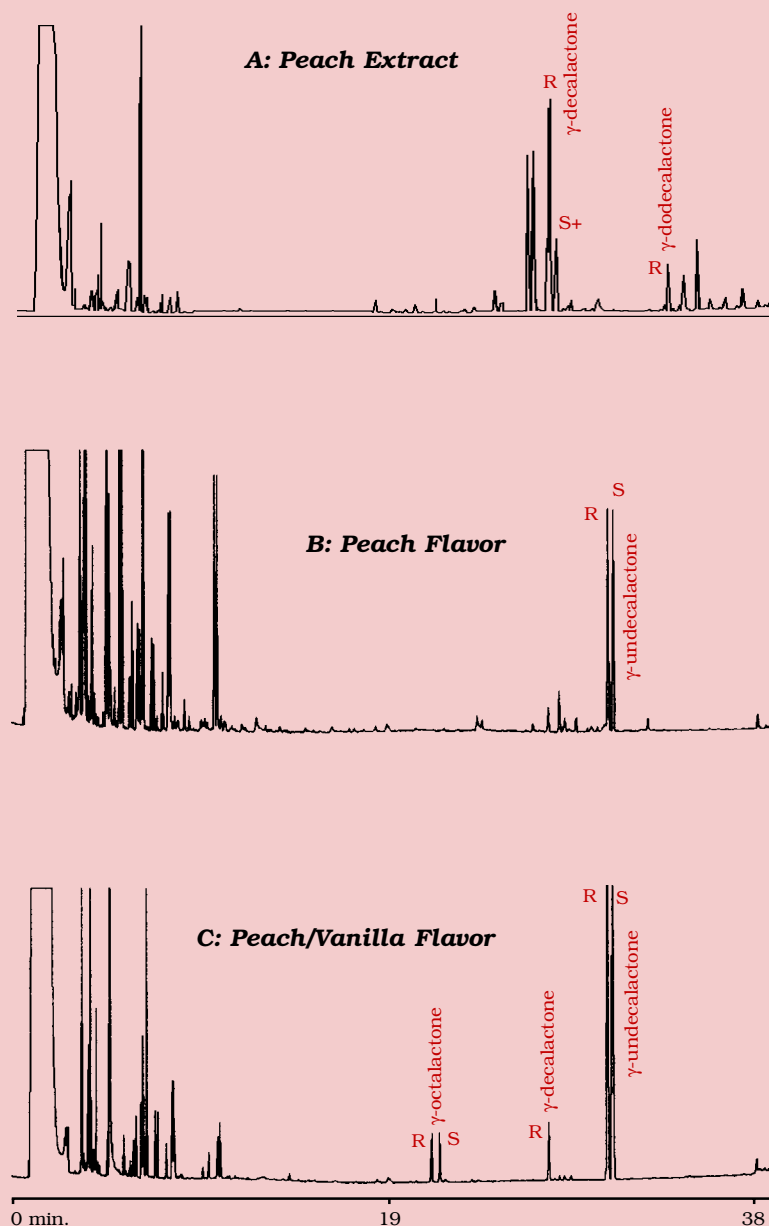 A: Peach Extract
R
γ-decalactone
S+
R
γ-dodecalactone
B: Peach Flavor
R
S
γ-undecalactone
C: Peach/Vanilla Flavor
R
γ-octalactone
S
R
γ-decalactone
R
S
γ-undecalactone
0 min.
19
38